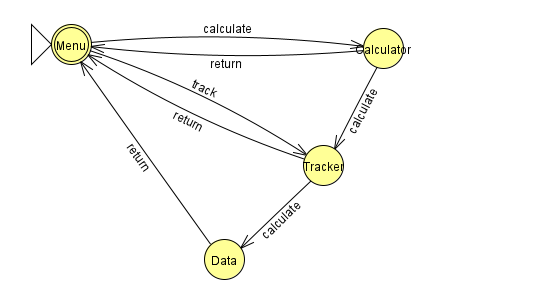 calculate
Menu
Calculator
return
track
calculate
return
return
Tracker
calculate
Data